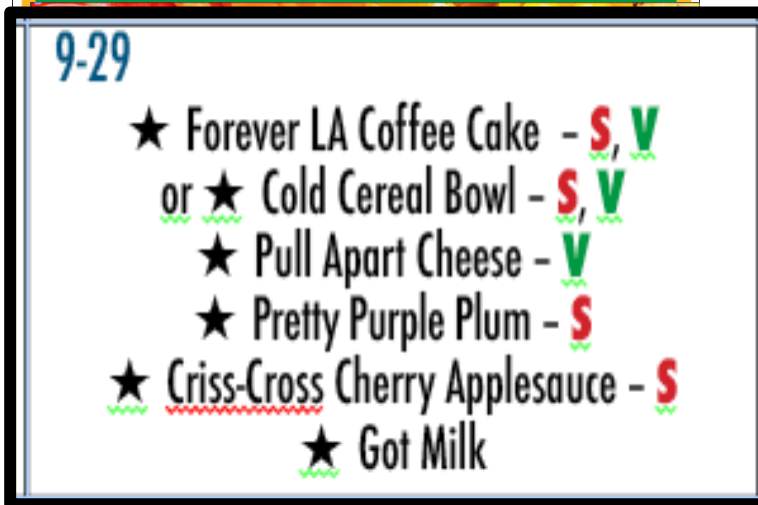 9-29
★ Forever LA Coffee Cake – S, V
or ★ Cold Cereal Bowl – S, V
★ Pull Apart Cheese – V
★ Pretty Purple Plum – S
★ Criss-Cross Cherry Applesauce – S
★ Got Milk